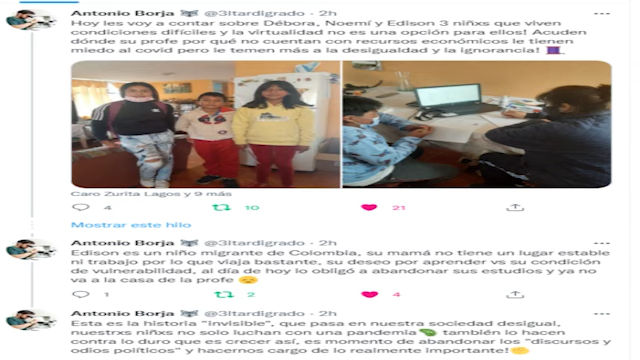 Antonio Borja @3ltardigrado · 2h
Hoy les voy a contar sobre Débora, Noemí y Edison 3 niñxs que viven
condiciones difíciles y la virtualidad no es una opción para ellos! Acuden
dónde su profe por qué no cuentan con recursos económicos le tienen
miedo al covid pero le temen más a la desigualdad y la ignorancia!
Caro Zurita Lagos y 9 más
4 10 21
Mostrar este hilo
Antonio Borja @3ltardigrado · 2h
Edison es un niño migrante de Colombia, su mamá no tiene un lugar estable
ni trabajo por lo que viaja bastante, su deseo por aprender vs su condición
de vulnerabilidad, al día de hoy lo obligó a abandonar sus estudios y ya no
va a la casa de la profe 😔
1 2 4
Antonio Borja @3ltardigrado · 2h
Esta es la historia "invisible", que pasa en nuestra sociedad desigual,
nuestrxs niñxs no solo luchan con una pandemia🦠 también lo hacen
contra lo duro que es crecer así, es momento de abandonar los "discursos y
odios políticos" y hacernos cargo de lo realmente importante!